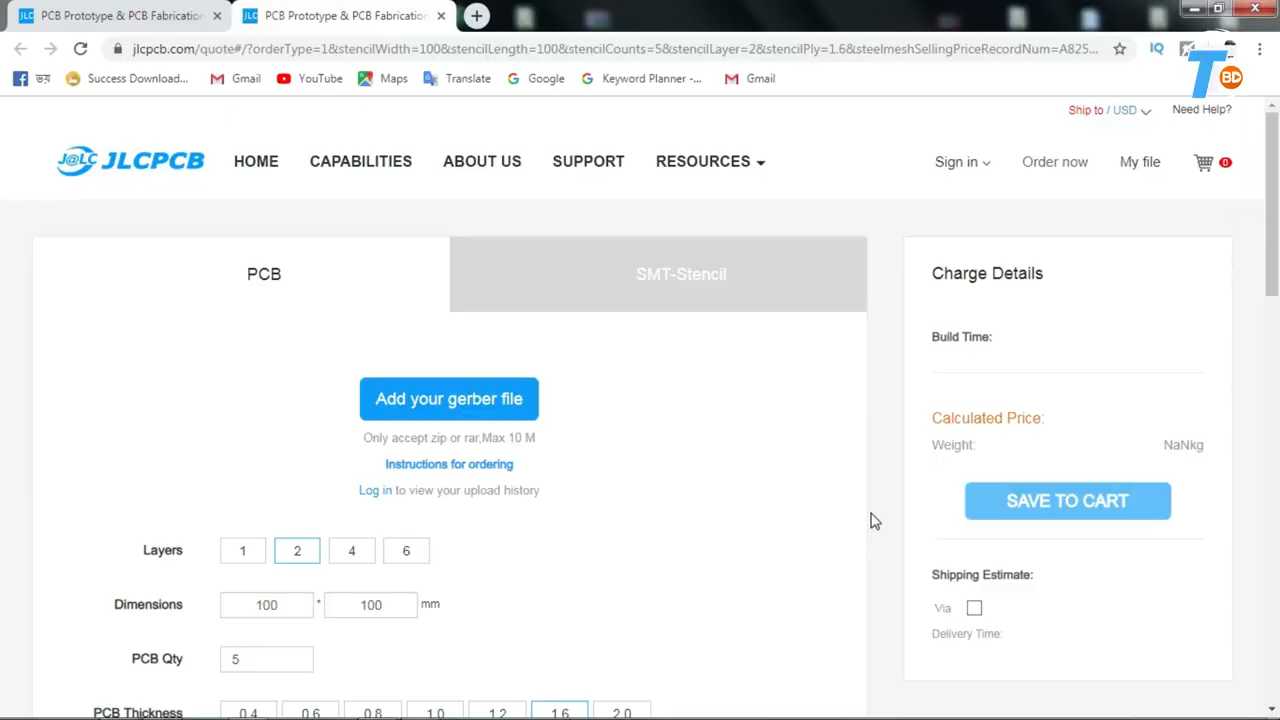 PCB Prototype & PCB Fabrication
PCB Prototype & PCB Fabrication
jlcpcb.com/quote#/?orderType=1&stencilWidth=100&stencilLength=100&stencilCounts=5&stencilLayer=2&stencilPly=1.6&steelmeshSellingPriceRecordNum=A825...
Success Download...
Gmail
YouTube
Maps
Translate
Google
Keyword Planner -...
Gmail
T BD
Ship to / USD
Need Help?
J@LC JLCPCB
HOME
CAPABILITIES
ABOUT US
SUPPORT
RESOURCES
Sign in
Order now
My file
0
PCB
SMT-Stencil
Add your gerber file
Only accept zip or rar,Max 10 M
Instructions for ordering
Log in to view your upload history
Layers 1 2 4 6
Dimensions 100 * 100 mm
PCB Qty 5
PCB Thickness 0.4 0.6 0.8 1.0 1.2 1.6 2.0
Charge Details
Build Time:
Calculated Price:
Weight: NaNkg
SAVE TO CART
Shipping Estimate:
Via
Delivery Time: